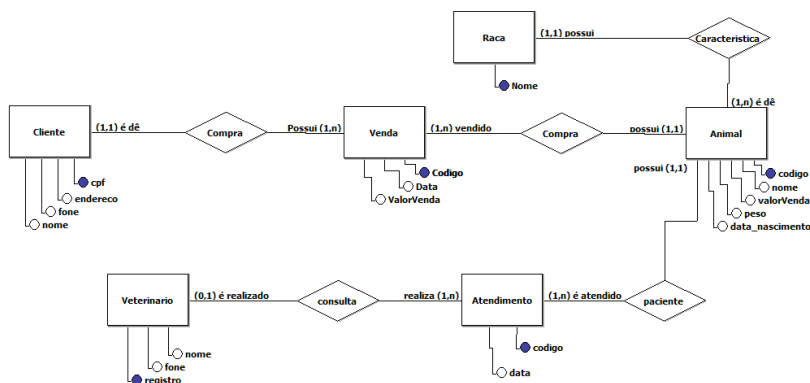 Raca
(1,1) possui
Caracteristica
Nome
(1,n) é dê
Cliente
(1,1) é dê
Compra
Possui (1,n)
Venda
(1,n) vendido
Compra
possui (1,1)
Animal
possui (1,1)
cpf
endereco
fone
nome
Codigo
Data
ValorVenda
codigo
nome
valorVenda
peso
data_nascimento
Veterinario
(0,1) é realizado
consulta
realiza (1,n)
Atendimento
(1,n) é atendido
paciente
nome
fone
registro
codigo
data